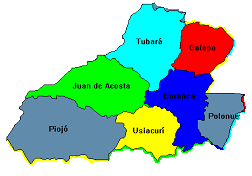 Tubará
Galapa
Juan de Acosta
Baranoa
Polonue
Piojó
Usiacurí